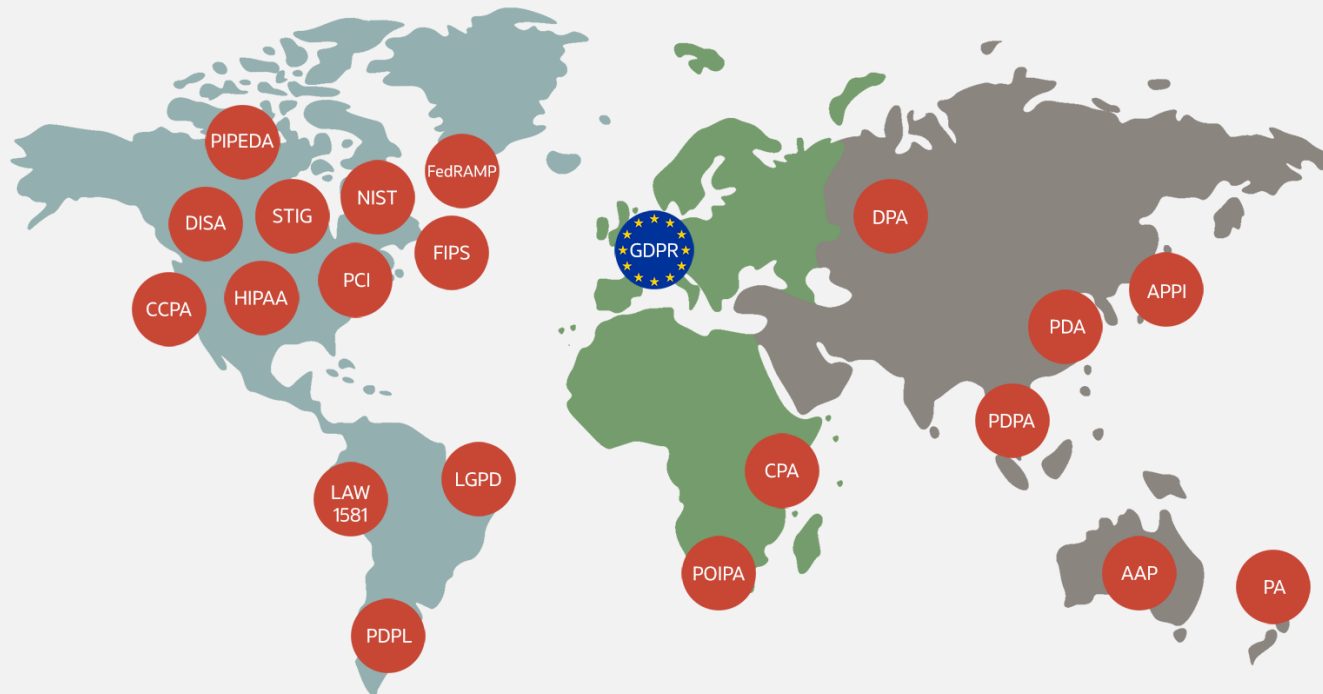 PIPEDA
FedRAMP
NIST
DISA
STIG
FIPS
PCI
HIPAA
CCPA
GDPR
DPA
APPI
PDA
PDPA
LGPD
LAW
1581
CPA
POIPA
AAP
PA
PDPL